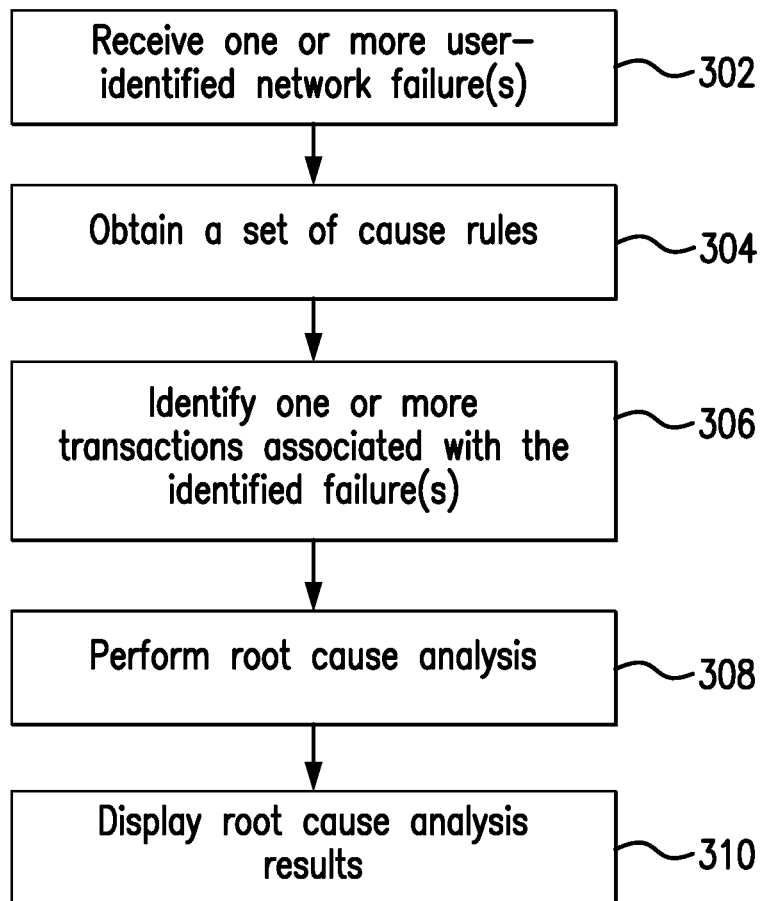 Receive one or more user-
identified network failure(s)
302
Obtain a set of cause rules
304
Identify one or more
transactions associated with the
identified failure(s)
306
Perform root cause analysis
308
Display root cause analysis
results
310